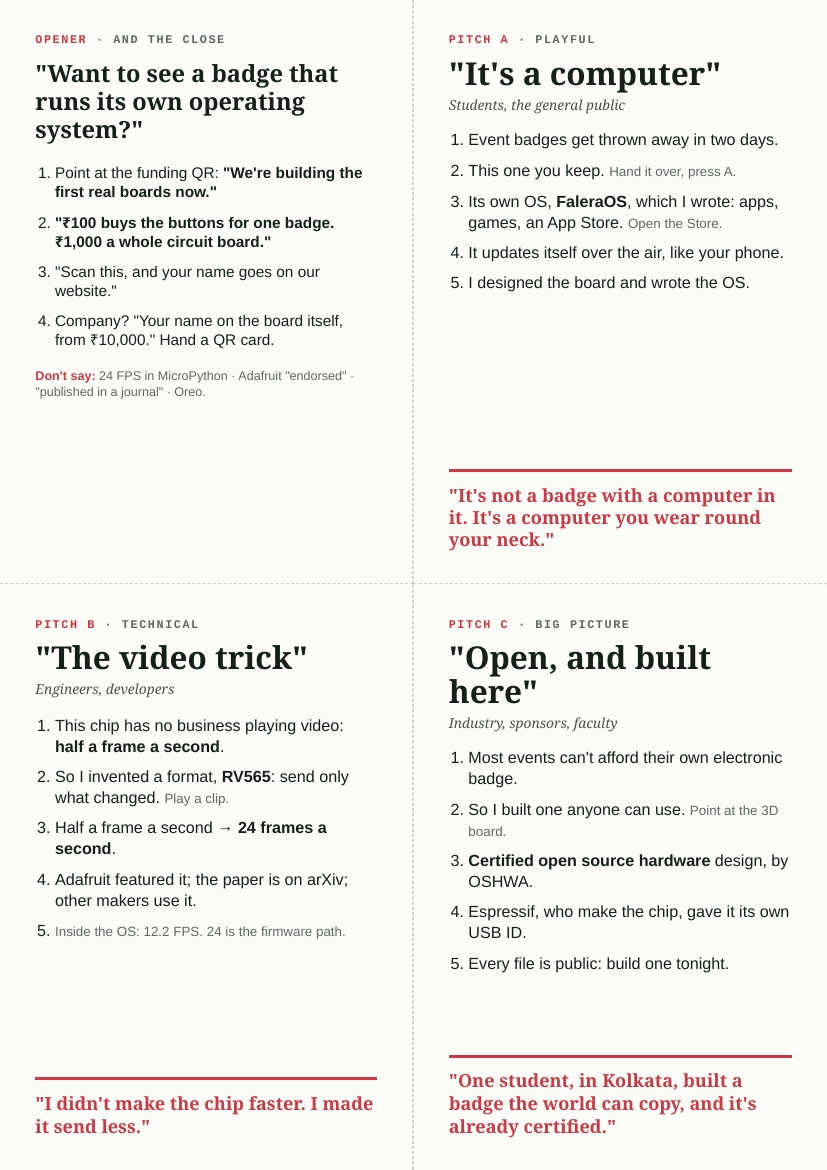 OPENER · AND THE CLOSE
"Want to see a badge that
runs its own operating
system?"
1. Point at the funding QR: "We're building the
first real boards now."
2. "₹100 buys the buttons for one badge.
₹1,000 a whole circuit board."
3. "Scan this, and your name goes on our
website."
4. Company? "Your name on the board itself,
from ₹10,000." Hand a QR card.
Don't say: 24 FPS in MicroPython · Adafruit "endorsed" ·
"published in a journal" · Oreo.
PITCH A · PLAYFUL
"It's a computer"
Students, the general public
1. Event badges get thrown away in two days.
2. This one you keep. Hand it over, press A.
3. Its own OS, FaleraOS, which I wrote: apps,
games, an App Store. Open the Store.
4. It updates itself over the air, like your phone.
5. I designed the board and wrote the OS.
"It's not a badge with a computer in
it. It's a computer you wear round
your neck."
PITCH B · TECHNICAL
"The video trick"
Engineers, developers
1. This chip has no business playing video:
half a frame a second.
2. So I invented a format, RV565: send only
what changed. Play a clip.
3. Half a frame a second → 24 frames a
second.
4. Adafruit featured it; the paper is on arXiv;
other makers use it.
5. Inside the OS: 12.2 FPS. 24 is the firmware path.
"I didn't make the chip faster. I made
it send less."
PITCH C · BIG PICTURE
"Open, and built
here"
Industry, sponsors, faculty
1. Most events can't afford their own electronic
badge.
2. So I built one anyone can use. Point at the 3D
board.
3. Certified open source hardware design, by
OSHWA.
4. Espressif, who make the chip, gave it its own
USB ID.
5. Every file is public: build one tonight.
"One student, in Kolkata, built a
badge the world can copy, and it's
already certified."